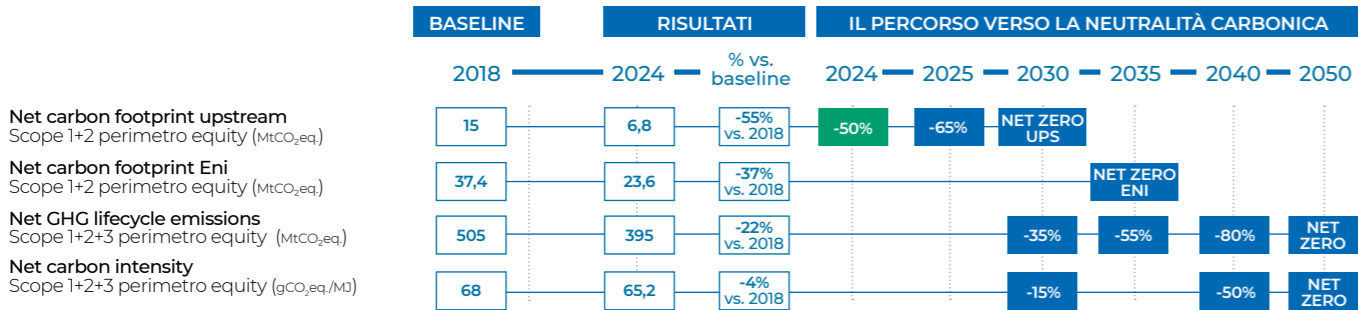 BASELINE RISULTATI IL PERCORSO VERSO LA NEUTRALITÀ CARBONICA
2018 2024 % vs. baseline 2024 2025 2030 2035 2040 2050
Net carbon footprint upstream
Scope 1+2 perimetro equity (MtCO₂eq.)
15 6,8 -55% vs. 2018 -50% -65% NET ZERO UPS
Net carbon footprint Eni
Scope 1+2 perimetro equity (MtCO₂eq.)
37,4 23,6 -37% vs. 2018 NET ZERO ENI
Net GHG lifecycle emissions
Scope 1+2+3 perimetro equity (MtCO₂eq.)
505 395 -22% vs. 2018 -35% -55% -80% NET ZERO
Net carbon intensity
Scope 1+2+3 perimetro equity (gCO₂eq./MJ)
68 65,2 -4% vs. 2018 -15% -50% NET ZERO